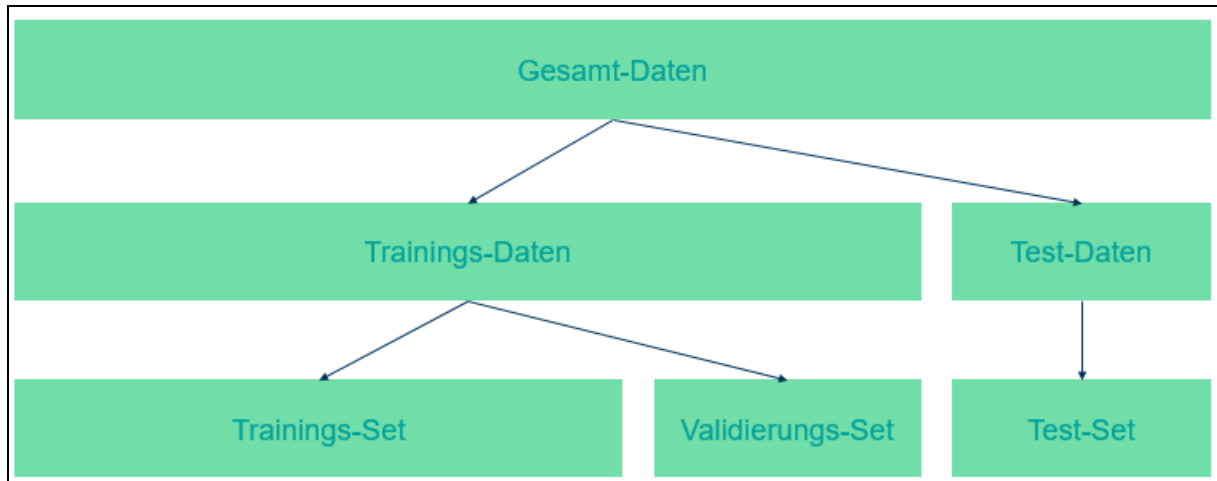 Gesamt-Daten
Trainings-Daten
Test-Daten
Trainings-Set
Validierungs-Set
Test-Set